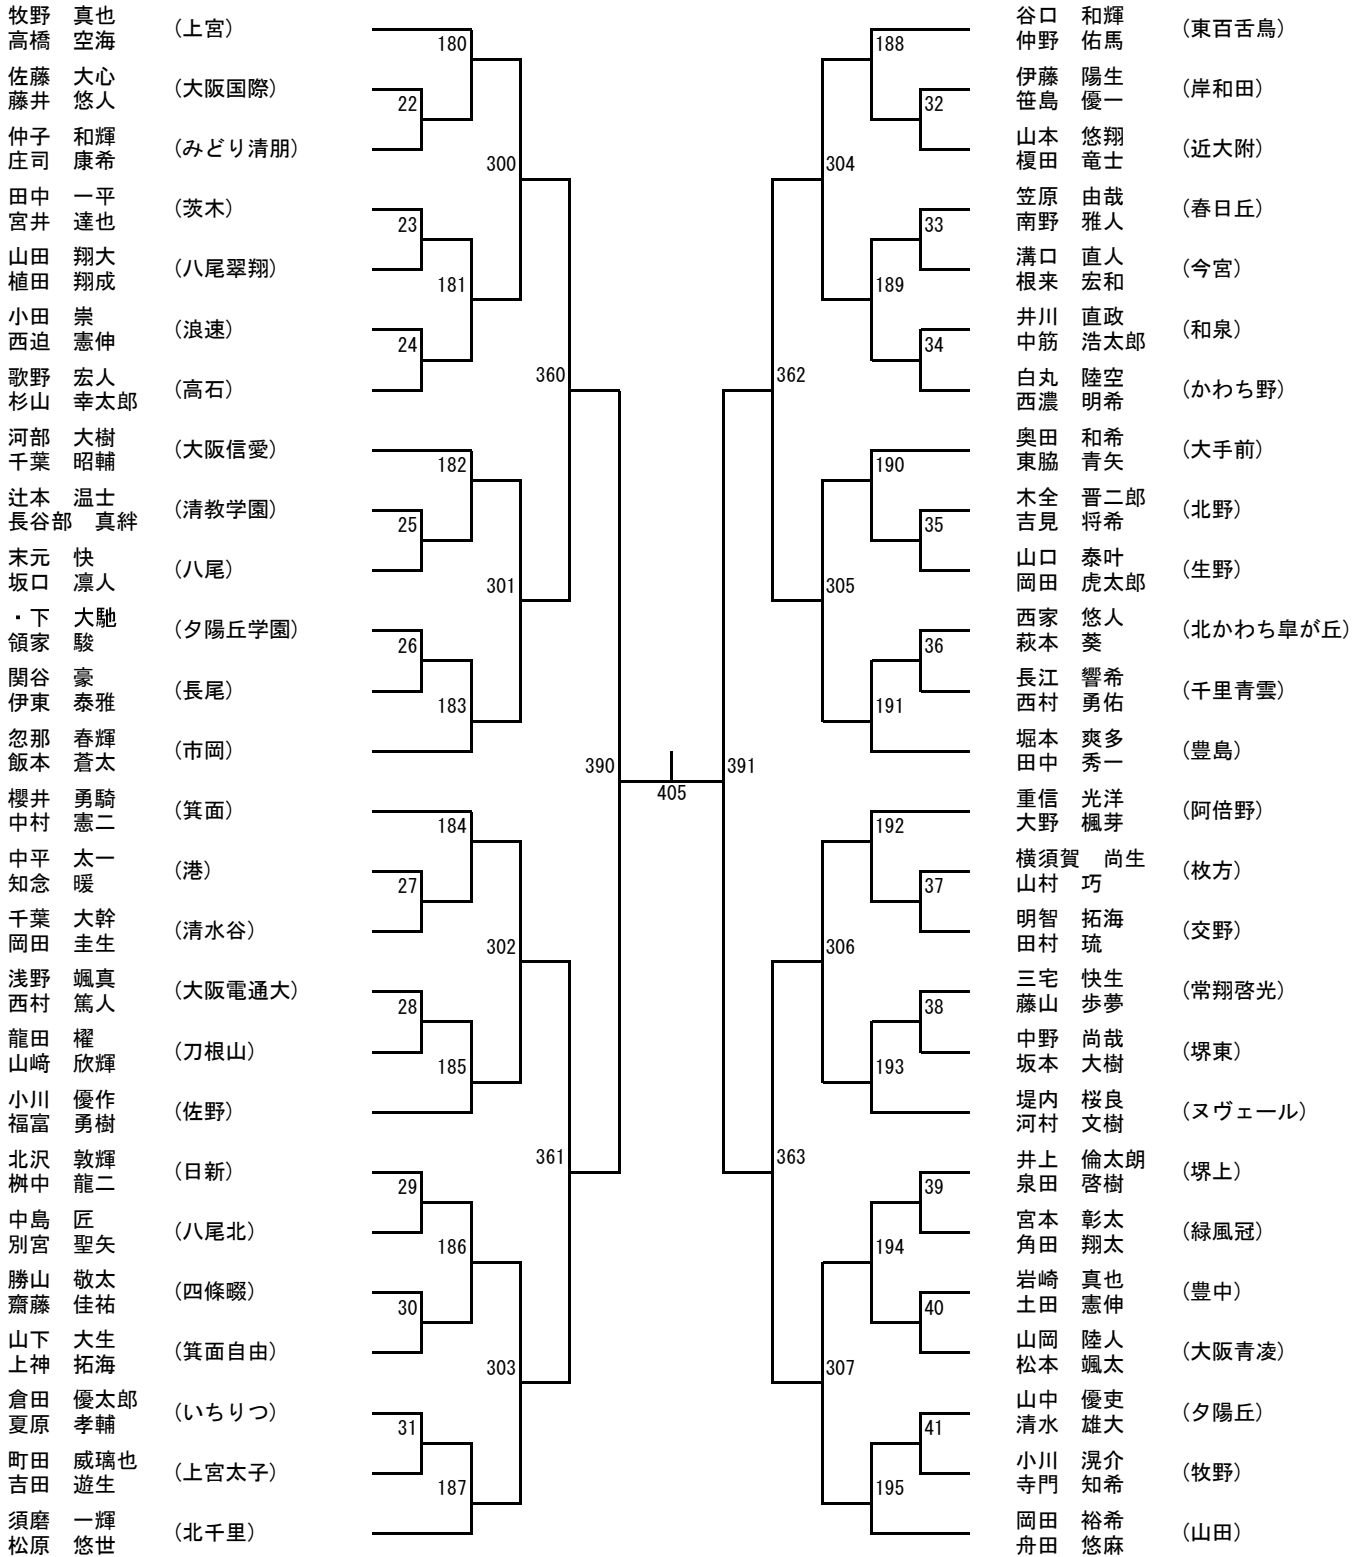 牧野　真也
高橋　空海
（上宮）
佐藤　大心
藤井　悠人
（大阪国際）
仲子　和輝
庄司　康希
（みどり清朋）
田中　一平
宮井　達也
（茨木）
山田　翔大
植田　翔成
（八尾翠翔）
小田　崇
西迫　憲伸
（浪速）
歌野　宏人
杉山　幸太郎
（高石）
河部　大樹
千葉　昭輔
（大阪信愛）
辻本　温士
長谷部　真絆
（清教学園）
末元　快
坂口　凛人
（八尾）
・下　大馳
領家　駿
（夕陽丘学園）
関谷　豪
伊東　泰雅
（長尾）
忽那　春輝
飯本　蒼太
（市岡）
櫻井　勇騎
中村　憲二
（箕面）
中平　太一
知念　暖
（港）
千葉　大幹
岡田　圭生
（清水谷）
浅野　颯真
西村　篤人
（大阪電通大）
龍田　櫂
山﨑　欣輝
（刀根山）
小川　優作
福富　勇樹
（佐野）
北沢　敦輝
桝中　龍二
（日新）
中島　匠
別宮　聖矢
（八尾北）
勝山　敬太
齋藤　佳祐
（四條畷）
山下　大生
上神　拓海
（箕面自由）
倉田　優太郎
夏原　孝輔
（いちりつ）
町田　威璃也
吉田　遊生
（上宮太子）
須磨　一輝
松原　悠世
（北千里）
180
22
300
23
181
24
360
182
25
301
26
183
390
184
27
302
28
185
361
29
186
30
303
31
187
405
188
32
304
33
189
34
362
190
35
305
36
191
391
192
37
306
38
193
363
39
194
40
307
41
195
谷口　和輝
仲野　佑馬
（東百舌鳥）
伊藤　陽生
笹島　優一
（岸和田）
山本　悠翔
榎田　竜士
（近大附）
笠原　由哉
南野　雅人
（春日丘）
溝口　直人
根来　宏和
（今宮）
井川　直政
中筋　浩太郎
（和泉）
白丸　陸空
西濃　明希
（かわち野）
奥田　和希
東脇　青矢
（大手前）
木全　晋二郎
吉見　将希
（北野）
山口　泰叶
岡田　虎太郎
（生野）
西家　悠人
萩本　葵
（北かわち皐が丘）
長江　響希
西村　勇佑
（千里青雲）
堀本　爽多
田中　秀一
（豊島）
重信　光洋
大野　楓芽
（阿倍野）
横須賀　尚生
山村　巧
（枚方）
明智　拓海
田村　琉
（交野）
三宅　快生
藤山　歩夢
（常翔啓光）
中野　尚哉
坂本　大樹
（堺東）
堤内　桜良
河村　文樹
（ヌヴェール）
井上　倫太朗
泉田　啓樹
（堺上）
宮本　彰太
角田　翔太
（緑風冠）
岩崎　真也
土田　憲伸
（豊中）
山岡　陸人
松本　颯太
（大阪青凌）
山中　優吏
清水　雄大
（夕陽丘）
小川　滉介
寺門　知希
（牧野）
岡田　裕希
舟田　悠麻
（山田）